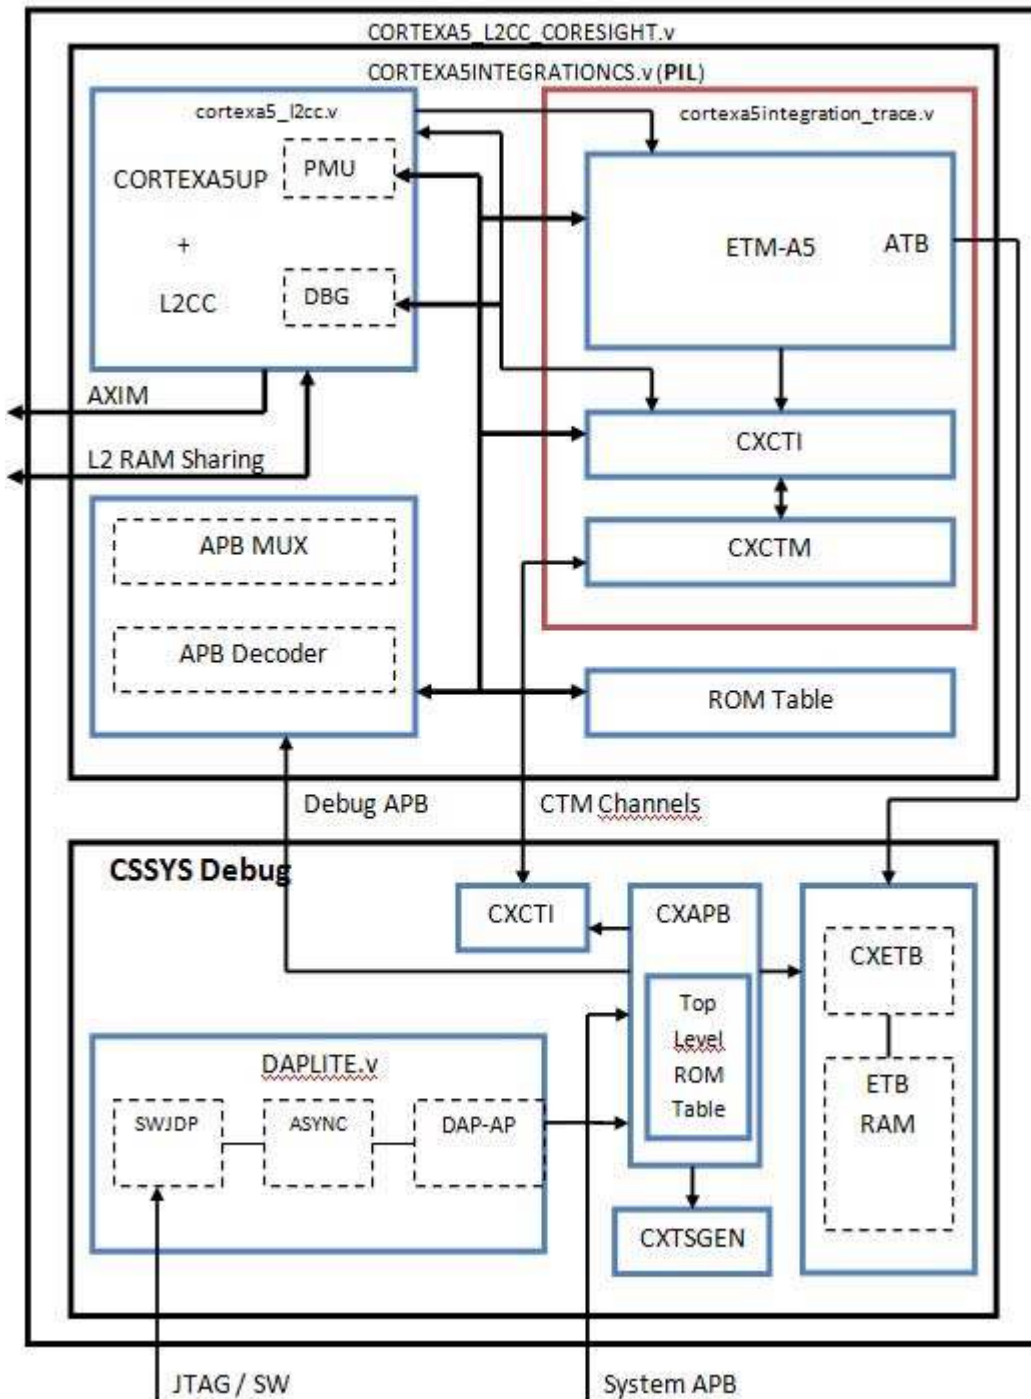 CORTEXA5_L2CC_CORESIGHT.v
CORTEXA5INTEGRATIONCS.v (PIL)
cortexa5_l2cc.v
cortexa5integration_trace.v
PMU
CORTEXA5UP
+
L2CC
DBG
ETM-A5
ATB
AXIM
L2 RAM Sharing
CXCTI
CXCTM
APB MUX
APB Decoder
ROM Table
Debug APB
CTM Channels
CSSYS Debug
CXCTI
CXAPB
Top
Level
ROM
Table
CXETB
ETB
RAM
DAPLITE.v
SWJDP
ASYNC
DAP-AP
CXTSGEN
JTAG / SW
System APB